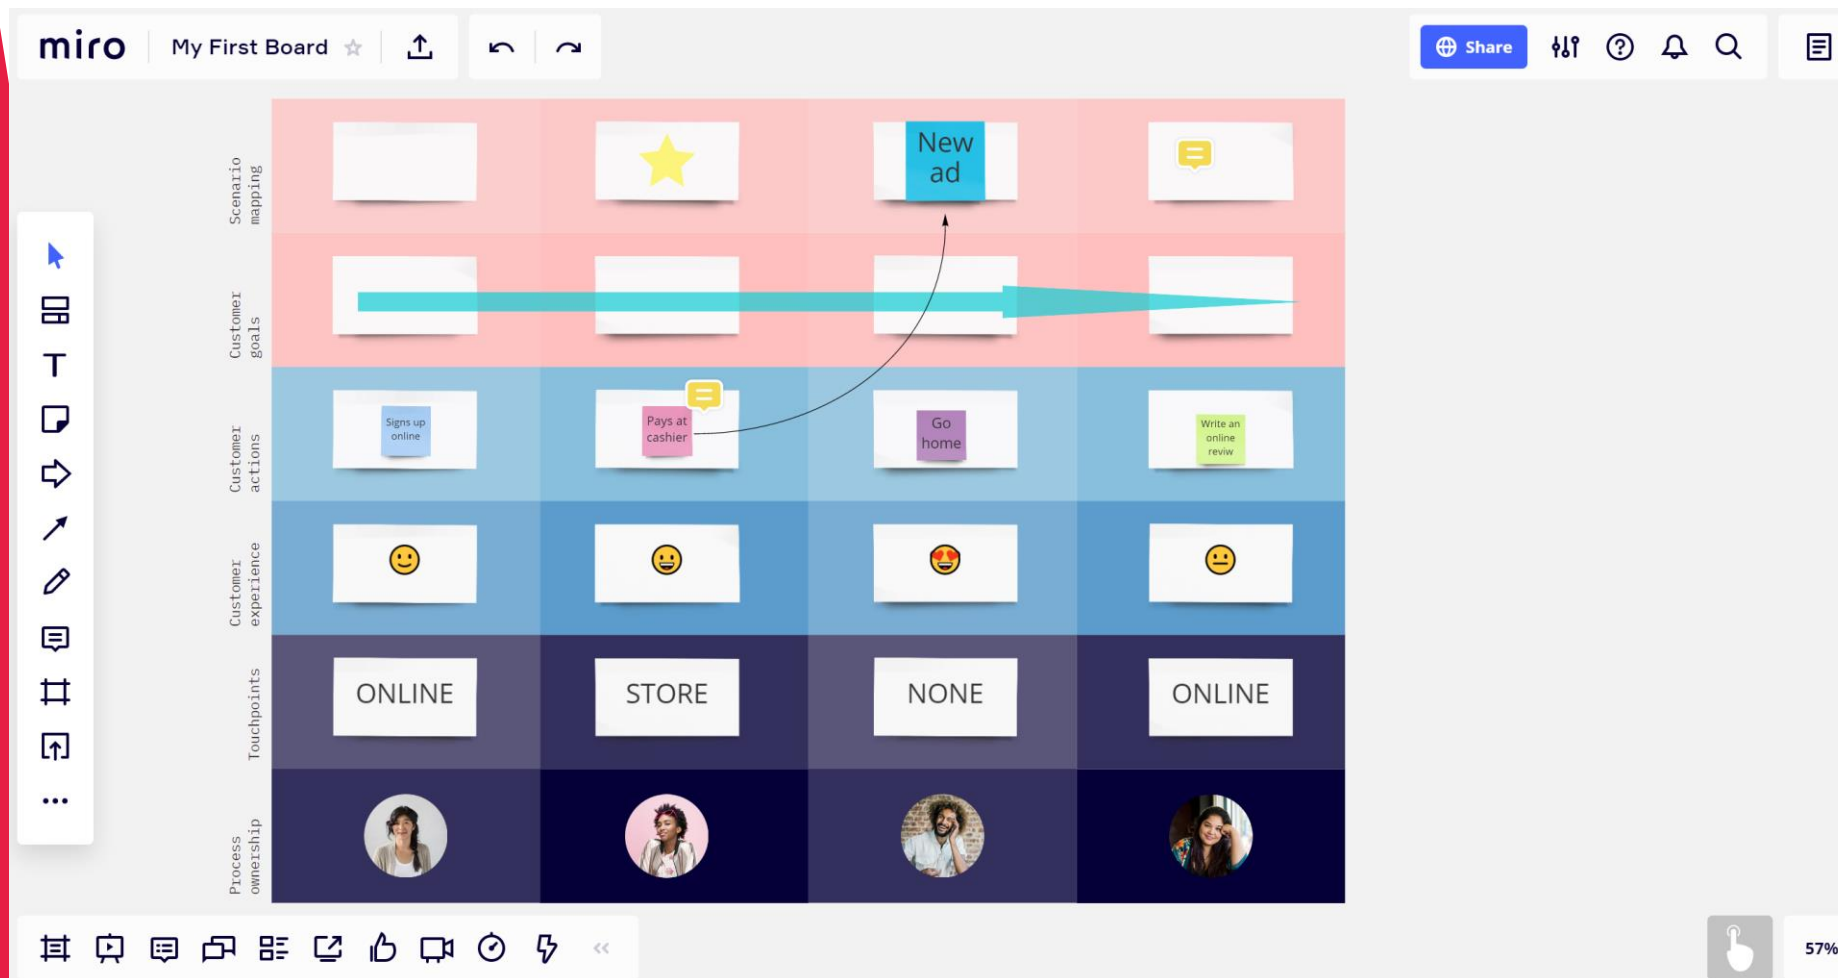 miro
My First Board
Share
Scenario
mapping
New
ad
Customer
goals
Customer
actions
Signs up
online
Pays at
cashier
Go
home
Write an
online
reviw
Customer
experience
Touchpoints
ONLINE
STORE
NONE
ONLINE
Process
ownership
57%